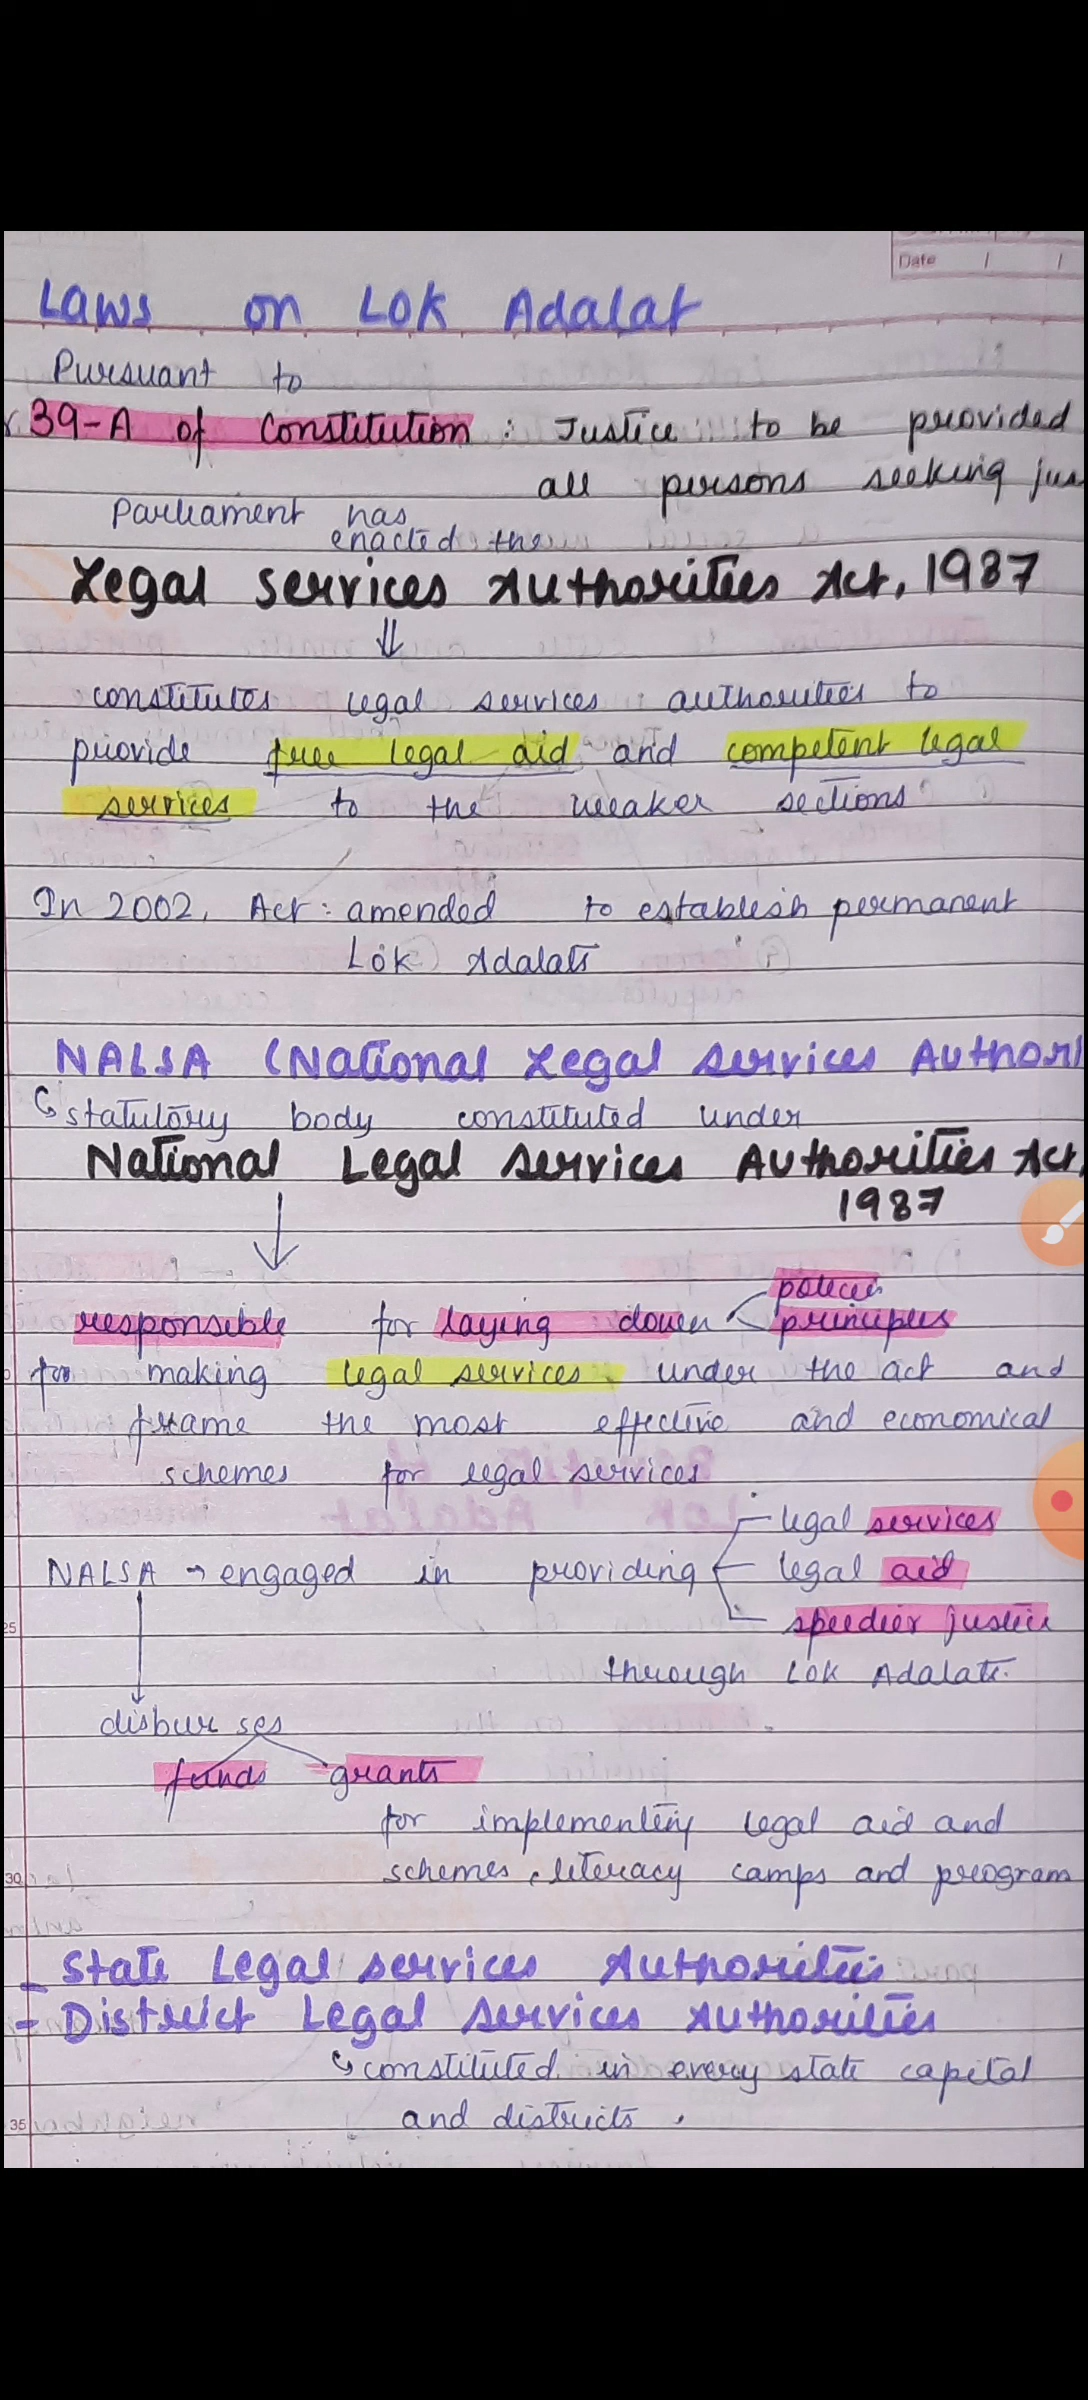 Date / /
Laws on Lok Adalat
Pursuant to
39-A of Constitution : Justice to be provided
all persons seeking jus
Parliament has
enacted the
Legal Services Authorities Act, 1987
constitutes legal services authorities to
provide free legal aid and competent legal
services to the weaker sections
In 2002, Act : amended to establish permanent
Lok Adalats
NALSA (National Legal Services Authori
statutory body constituted under
National Legal Services Authorities Act,
1987
policies
responsible for laying down principles
for making legal services under the act and
frame the most effective and economical
schemes for legal services
legal services
NALSA → engaged in providing legal aid
25
speedier justice
through Lok Adalats.
disburses
funds grants
for implementing legal aid and
30 schemes, literacy camps and program
- State Legal Services Authorities
- District Legal Services Authorities
constituted in every state capital
35 and districts.